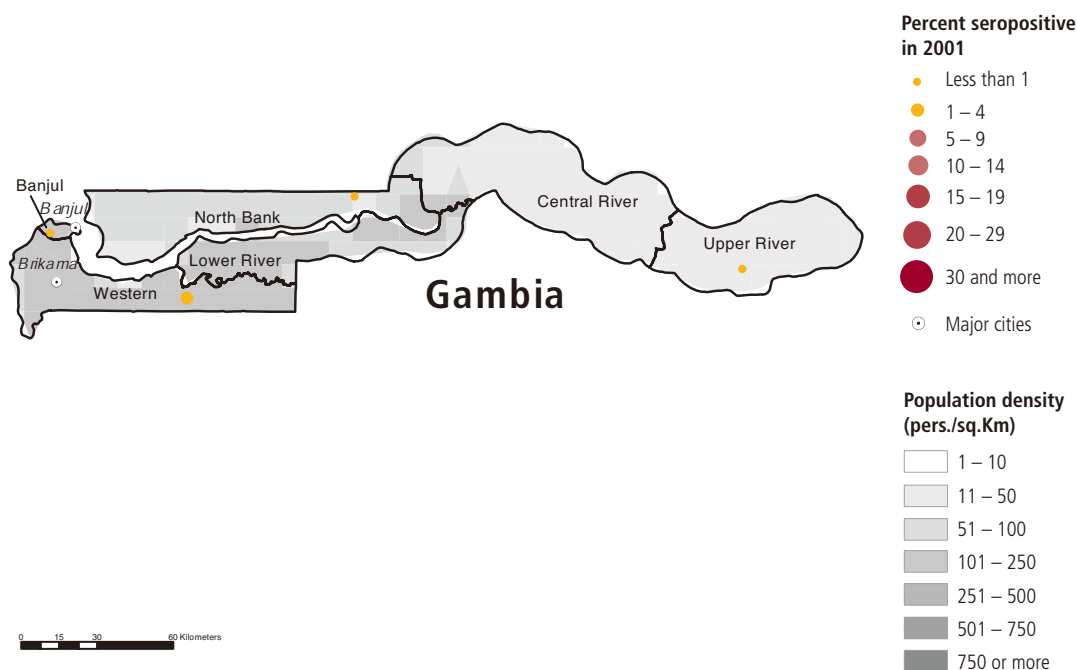 Percent seropositive
in 2001
Less than 1
1 – 4
5 – 9
10 – 14
15 – 19
20 – 29
30 and more
Major cities
Banjul
Banjul
North Bank
Central River
Upper River
Brikama
Lower River
Western
Gambia
Population density
(pers./sq.Km)
1 – 10
11 – 50
51 – 100
101 – 250
251 – 500
501 – 750
750 or more
0 15 30 60 Kilometers